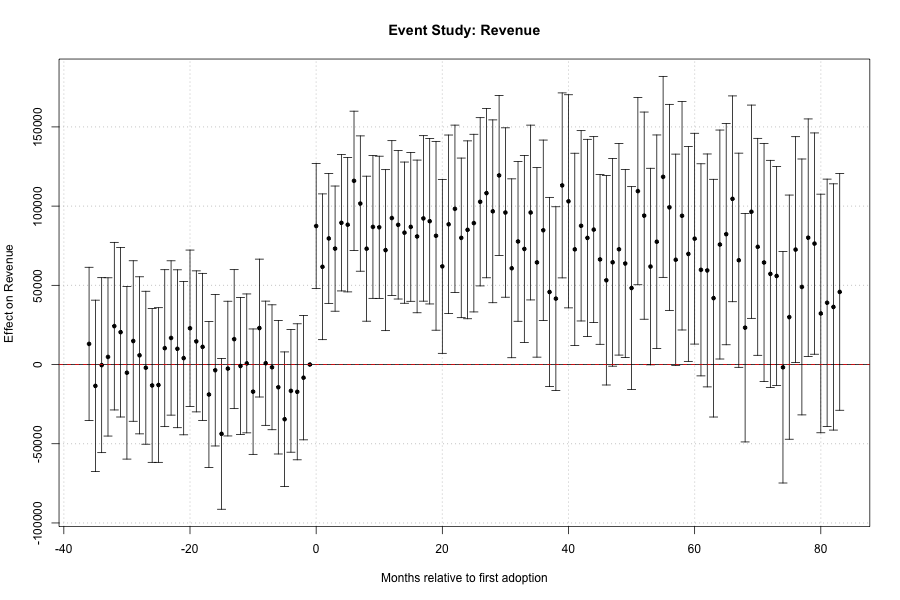 Event Study: Revenue
Effect on Revenue
150000
100000
50000
0
-50000
-100000
-40 -20 0 20 40 60 80
Months relative to first adoption